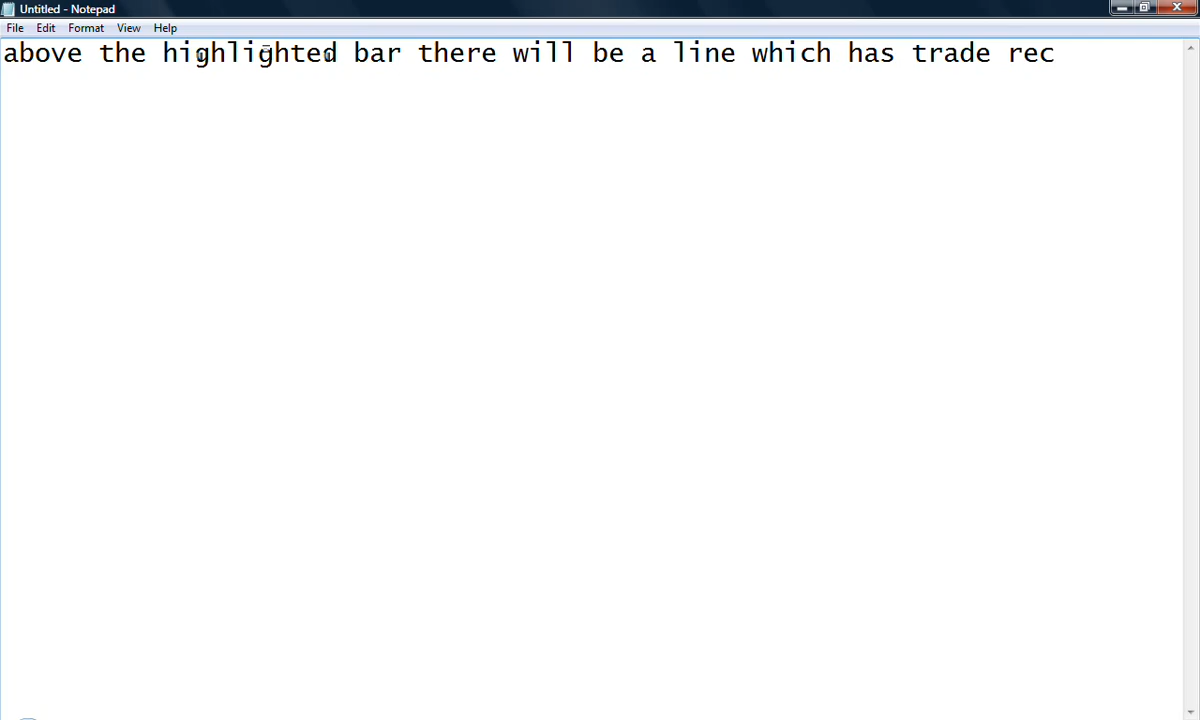 Untitled - Notepad
File Edit Format View Help
above the highlighted bar there will be a line which has trade rec